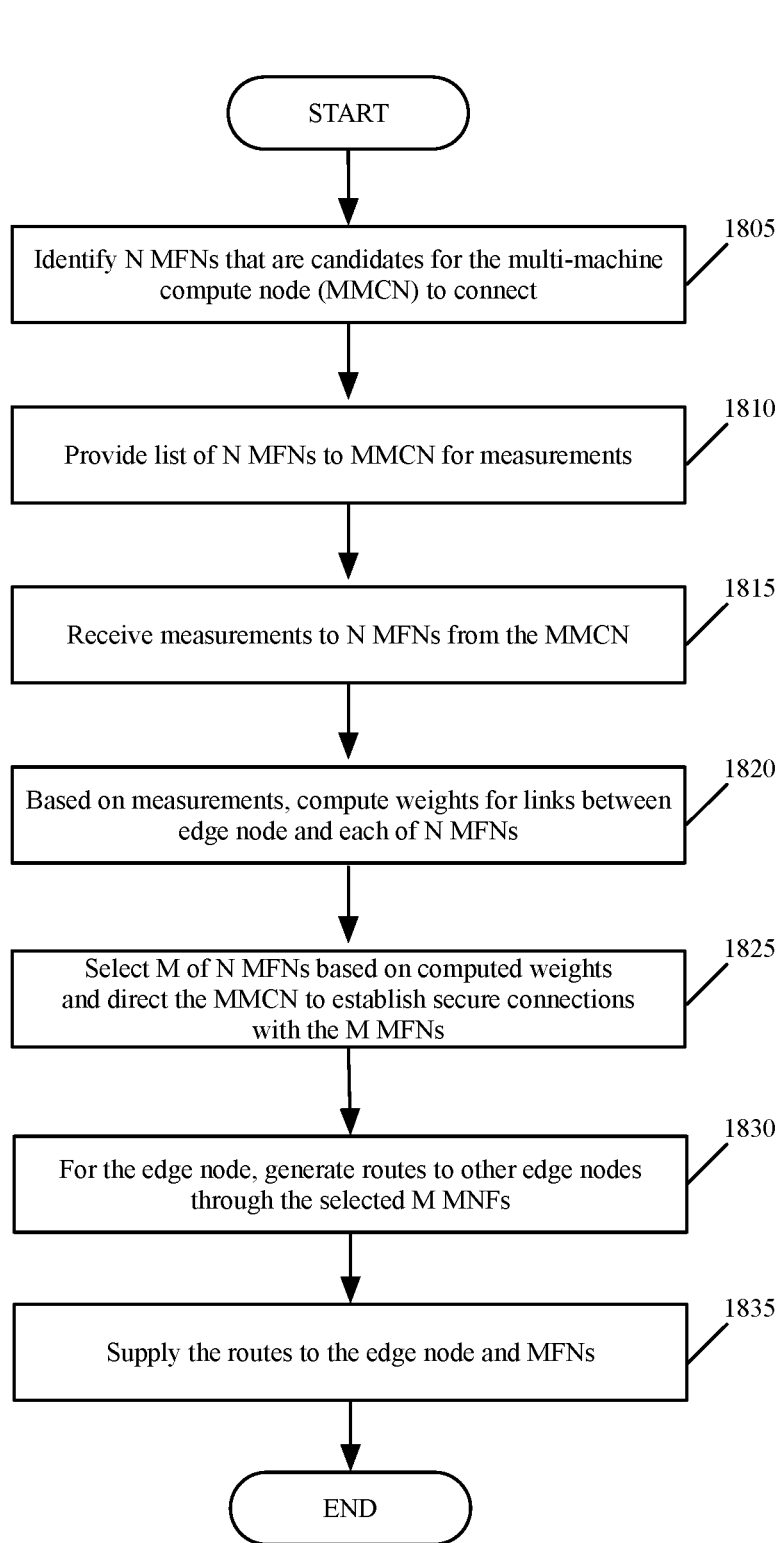 START
1805
Identify N MFNs that are candidates for the multi-machine
compute node (MMCN) to connect
1810
Provide list of N MFNs to MMCN for measurements
1815
Receive measurements to N MFNs from the MMCN
1820
Based on measurements, compute weights for links between
edge node and each of N MFNs
1825
Select M of N MFNs based on computed weights
and direct the MMCN to establish secure connections
with the M MFNs
1830
For the edge node, generate routes to other edge nodes
through the selected M MNFs
1835
Supply the routes to the edge node and MFNs
END